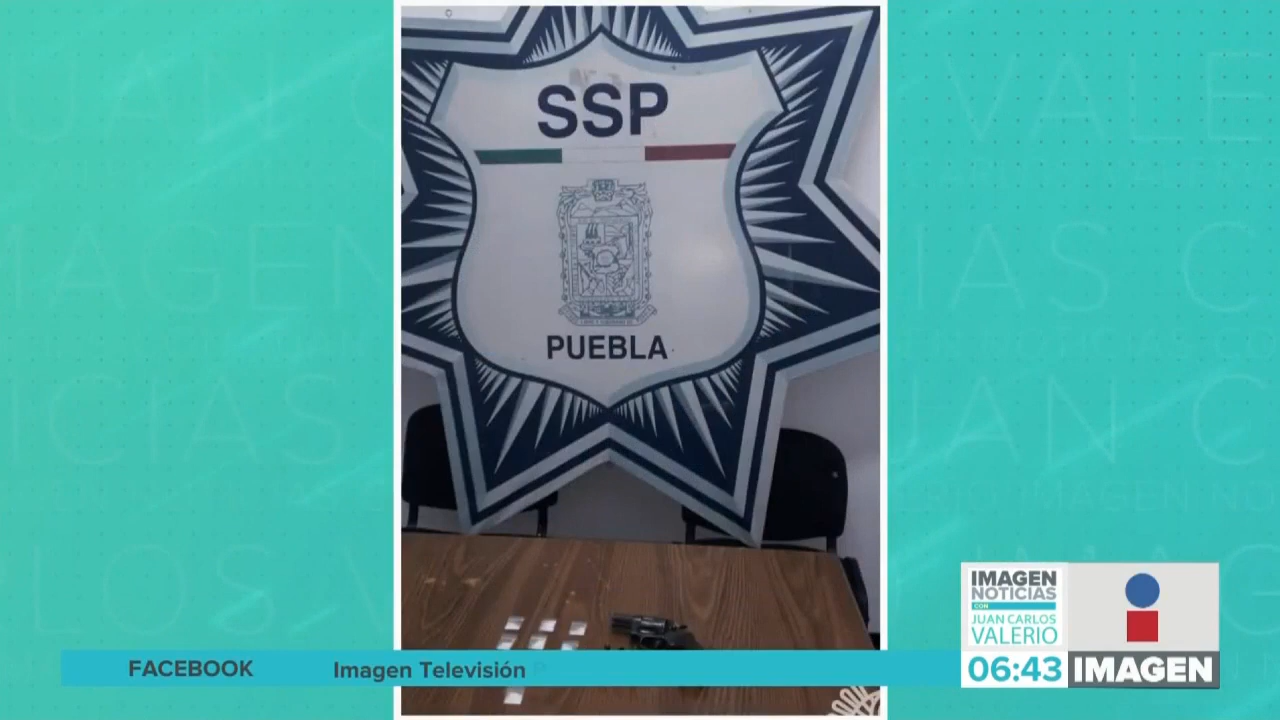 SSP
PUEBLA
FACEBOOK
Imagen Televisión
IMAGEN
NOTICIAS
CON
JUAN CARLOS
VALERIO
06:43
IMAGEN